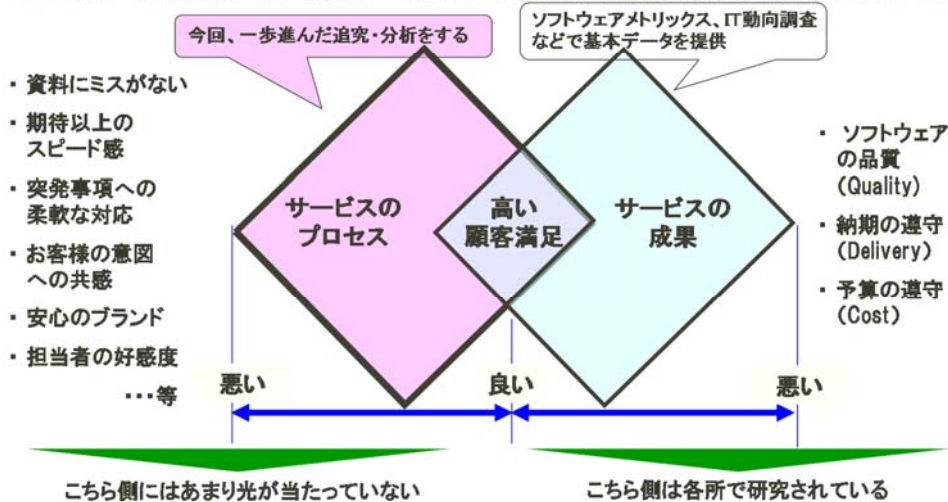 今回、一歩進んだ追究・分析をする
ソフトウェアメトリックス、IT動向調査
などで基本データを提供
・ 資料にミスがない
・ 期待以上の
スピード感
・ 突発事項への
柔軟な対応
・ お客様の意図
への共感
・ 安心のブランド
・ 担当者の好感度
・・・等
サービスの
プロセス
高い
顧客満足
サービスの
成果
・ ソフトウェア
の品質
(Quality)
・ 納期の遵守
(Delivery)
・ 予算の遵守
(Cost)
悪い
良い
悪い
こちら側にはあまり光が当たっていない
こちら側は各所で研究されている